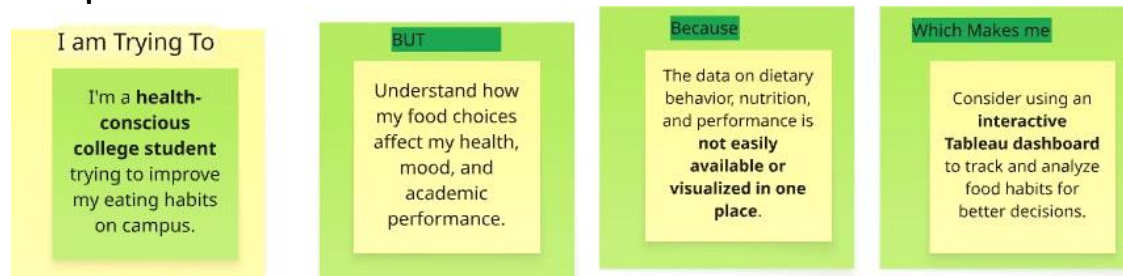 I am Trying To
I'm a health-
conscious
college student
trying to improve
my eating habits
on campus.
BUT
Understand how
my food choices
affect my health,
mood, and
academic
performance.
Because
The data on dietary
behavior, nutrition,
and performance is
not easily
available or
visualized in one
place.
Which Makes me
Consider using an
interactive
Tableau dashboard
to track and analyze
food habits for
better decisions.